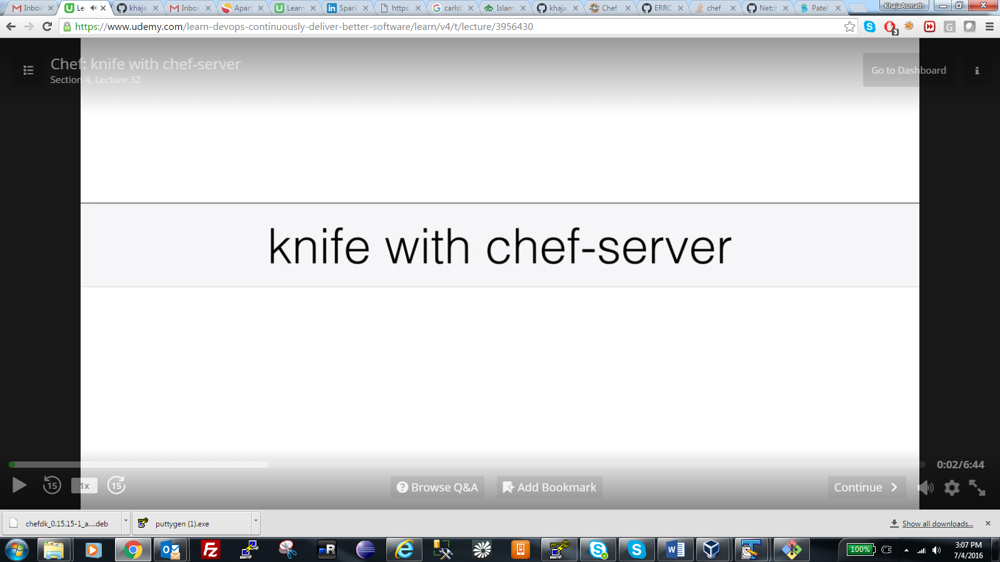 Inbox
Le
khaja
Inbox
Apart
Learn
Spark
https:
carlsb
Islam
khaja
Chef
ERRO
chef
Net::
Patel
KhajaAsmath
https://www.udemy.com/learn-devops-continuously-deliver-better-software/learn/v4/t/lecture/3956430
3
G
Chef: knife with chef-server
Section 4, Lecture 32
Go to Dashboard
i
knife with chef-server
0:02/6:44
15
1x
15
? Browse Q&A
Add Bookmark
Continue
chefdk_0.15.15-1_a....deb
puttygen (1).exe
Show all downloads...
100%
3:07 PM
7/4/2016